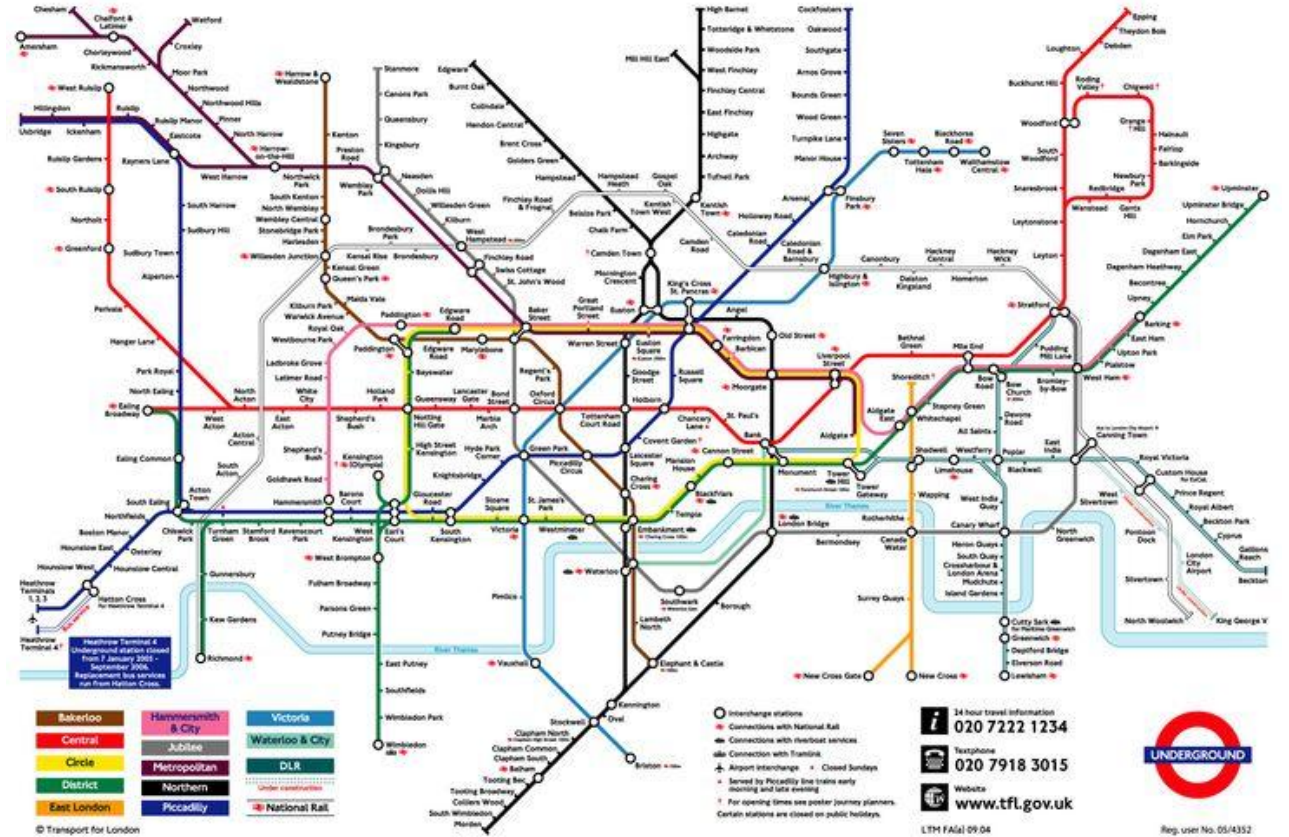 Chesham
Chalfont &
Latimer
Watford
Amersham
Chorleywood
Croxley
Rickmansworth
Moor Park
Northwood
Northwood Hills
Pinner
North Harrow
Harrow-
on-the-Hill
Northwick
Park
Preston
Road
Wembley
Park
West Ruislip
Hillingdon
Ruislip
Uxbridge
Ickenham
Ruislip Manor
Eastcote
Rayners Lane
West Harrow
Ruislip Gardens
South Ruislip
Northolt
Greenford
Perivale
Hanger Lane
South Harrow
Sudbury Hill
Sudbury Town
Alperton
Park Royal
North Ealing
Ealing
Broadway
Ealing Common
West
Acton
North
Acton
East
Acton
White
City
Shepherd's
Bush
Holland
Park
Notting
Hill Gate
Queensway
Lancaster
Gate
Marble
Arch
Bond
Street
Oxford
Circus
Tottenham
Court Road
Holborn
Chancery
Lane
St. Paul's
Bank
Harrow &
Wealdstone
Kenton
South Kenton
North Wembley
Wembley Central
Stonebridge Park
Harlesden
Willesden Junction
Kensal Green
Queen's Park
Kilburn Park
Maida Vale
Warwick Avenue
Royal Oak
Westbourne Park
Ladbroke Grove
Latimer Road
Shepherd's
Bush
Goldhawk Road
Hammersmith
Paddington
Paddington
Edgware
Road
Edgware
Road
Marylebone
Baker
Street
Great
Portland
Street
Regent's
Park
Bayswater
High Street
Kensington
Kensington
(Olympia)
Stanmore
Canons Park
Queensbury
Kingsbury
Neasden
Dollis Hill
Willesden Green
Kilburn
West
Hampstead
Finchley Road
Swiss Cottage
St. John's Wood
Edgware
Burnt Oak
Colindale
Hendon Central
Brent Cross
Golders Green
Hampstead
Belsize Park
Chalk Farm
Camden Town
Mornington
Crescent
Euston
High Barnet
Totteridge & Whetstone
Woodside Park
Mill Hill East
West Finchley
Finchley Central
East Finchley
Highgate
Archway
Tufnell Park
Kentish
Town
Cockfosters
Oakwood
Southgate
Arnos Grove
Bounds Green
Wood Green
Turnpike Lane
Manor House
Finsbury
Park
Arsenal
Holloway Road
Caledonian
Road
King's Cross
St. Pancras
Seven
Sisters
Tottenham
Hale
Blackhorse
Road
Walthamstow
Central
Highbury &
Islington
Brondesbury
Park
Kensal Rise
Brondesbury
Finchley Road
& Frognal
Hampstead
Heath
Gospel
Oak
Kentish
Town West
Camden
Road
Caledonian
Road &
Barnsbury
Canonbury
Dalston
Kingsland
Hackney
Central
Homerton
Hackney
Wick
Stratford
Epping
Theydon Bois
Debden
Loughton
Buckhurst Hill
Roding
Valley
Chigwell
Woodford
Grange
Hill
Hainault
Fairlop
Barkingside
Newbury
Park
South
Woodford
Snaresbrook
Redbridge
Wanstead
Gants
Hill
Leytonstone
Leyton
Upminster
Upminster Bridge
Hornchurch
Elm Park
Dagenham East
Dagenham Heathway
Becontree
Upney
Barking
East Ham
Upton Park
Plaistow
West Ham
Bromley-
by-Bow
Pudding
Mill Lane
Bow
Road
Bow
Church
Mile End
Bethnal
Green
Stepney Green
Whitechapel
Shoreditch
Aldgate
East
Aldgate
Liverpool
Street
Moorgate
Barbican
Farringdon
Old Street
Angel
Euston
Square
Warren Street
Goodge
Street
Russell
Square
Covent Garden
Leicester
Square
Piccadilly
Circus
Green Park
Hyde Park
Corner
Knightsbridge
Charing
Cross
Cannon Street
Mansion
House
Blackfriars
Temple
Embankment
Westminster
St. James's
Park
Victoria
Sloane
Square
South
Kensington
Gloucester
Road
Earl's
Court
Barons
Court
West
Kensington
Ravenscourt
Park
Stamford
Brook
Turnham
Green
Chiswick
Park
Acton
Town
Acton
Central
South
Acton
South Ealing
Northfields
Boston Manor
Osterley
Hounslow East
Hounslow Central
Hounslow West
Hatton Cross
For Heathrow Terminal 4
Heathrow
Terminals
1, 2, 3
Heathrow
Terminal 4
Bus service
Gunnersbury
Kew Gardens
Richmond
West Brompton
Fulham Broadway
Parsons Green
Putney Bridge
East Putney
Southfields
Wimbledon Park
Wimbledon
Pimlico
Vauxhall
Stockwell
Brixton
Waterloo
Southwark
Lambeth
North
Elephant & Castle
Borough
London Bridge
Kennington
Oval
Clapham North
Clapham Common
Clapham South
Balham
Tooting Bec
Tooting Broadway
Colliers Wood
South Wimbledon
Morden
Monument
Tower
Hill
Tower
Gateway
Shadwell
Limehouse
Westferry
Poplar
All Saints
Devons
Road
Blackwall
East
India
Canning Town
Royal Victoria
Custom House
Prince Regent
Royal Albert
Beckton Park
Cyprus
Gallions
Reach
Beckton
West
Silvertown
Pontoon
Dock
London
City
Airport
Silvertown
North Woolwich
King George V
Wapping
Rotherhithe
Canada
Water
Surrey Quays
New Cross Gate
New Cross
Bermondsey
Canary Wharf
North
Greenwich
West India
Quay
Heron Quays
South Quay
Crossharbour &
London Arena
Mudchute
Island Gardens
Cutty Sark
for Maritime Greenwich
Greenwich
Deptford Bridge
Elverson Road
Lewisham
River Thames
River Thames
Heathrow Terminal 4
Underground station closed
from 7 January 2005 -
September 2006.
Replacement bus services
run from Hatton Cross.
Bakerloo
Central
Circle
District
East London
Hammersmith
& City
Jubilee
Metropolitan
Northern
Piccadilly
Victoria
Waterloo & City
DLR
Under construction
National Rail
© Transport for London
Interchange stations
Connections with National Rail
Connections with riverboat services
Connection with Tramlink
Airport interchange
Closed Sundays
Served by Piccadilly line trains early
morning and late evening
† For opening times see poster journey planners.
Certain stations are closed on public holidays.
24 hour travel information
020 7222 1234
Textphone
020 7918 3015
Website
www.tfl.gov.uk
LTM FA(a) 09.04
UNDERGROUND
Reg. user No. 05/4352